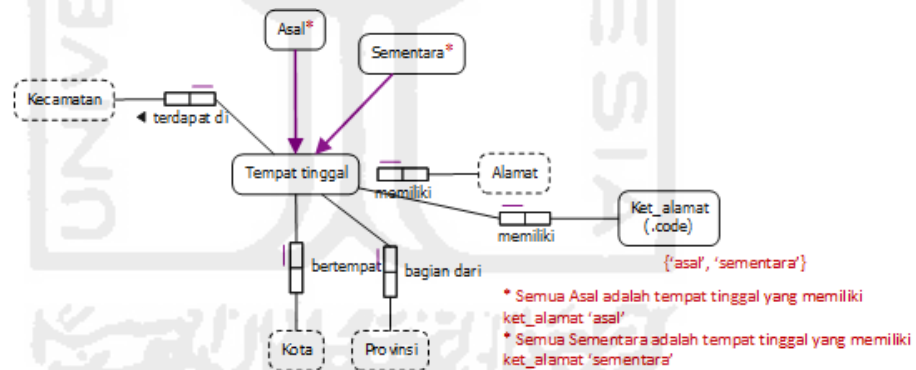 Asal*
Sementara*
Kecamatan
◄ terdapat di
Tempat tinggal
Alamat
memiliki
Ket_alamat
(.code)
memiliki
{'asal', 'sementara'}
bertempat
bagian dari
* Semua Asal adalah tempat tinggal yang memiliki
ket_alamat 'asal'
* Semua Sementara adalah tempat tinggal yang memiliki
ket_alamat 'sementara'
Kota
Provinsi